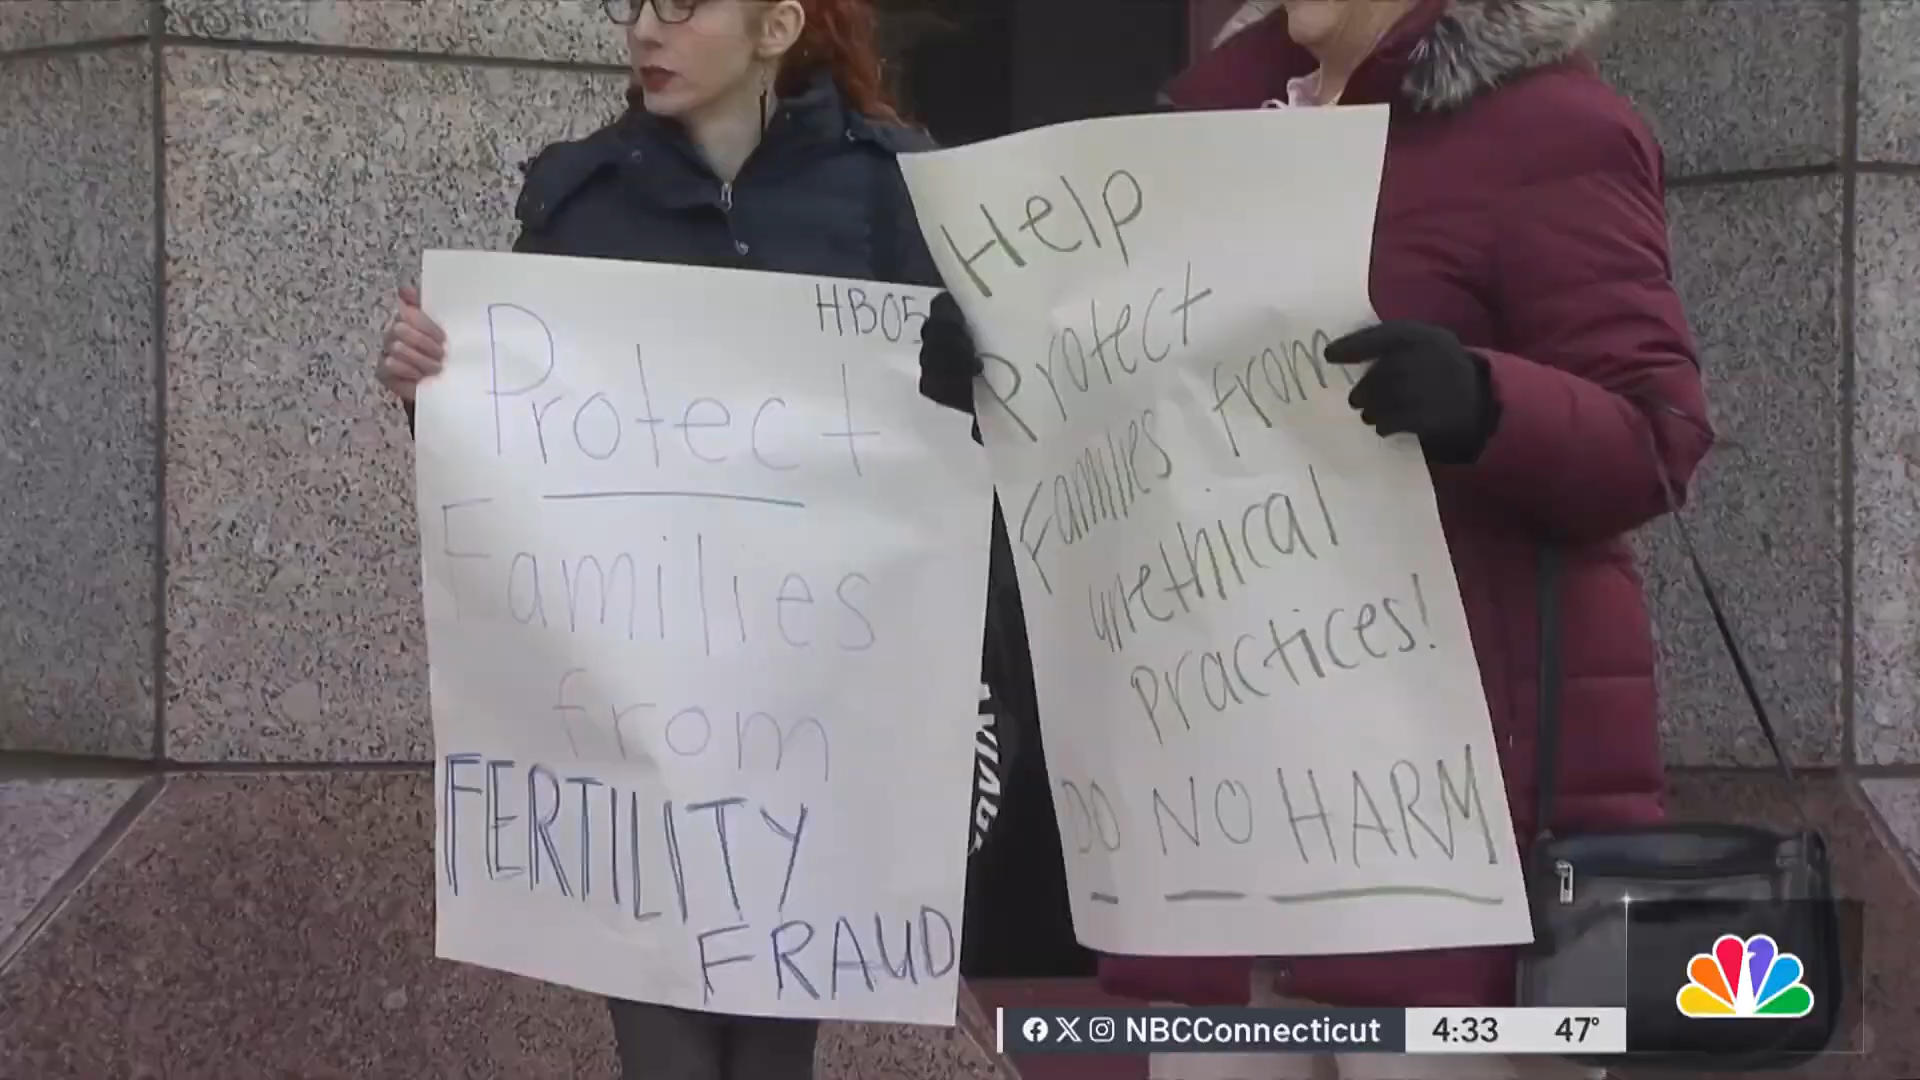 HB05
Protect
Families
from
FERTILITY
FRAUD
Help
Protect
Families from
unethical
practices!
DO NO HARM
NBCConnecticut
4:33
47°